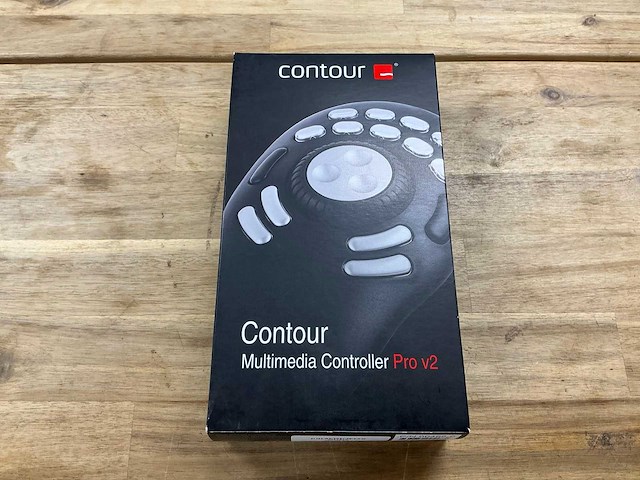 contour
Contour
Multimedia Controller Pro v2